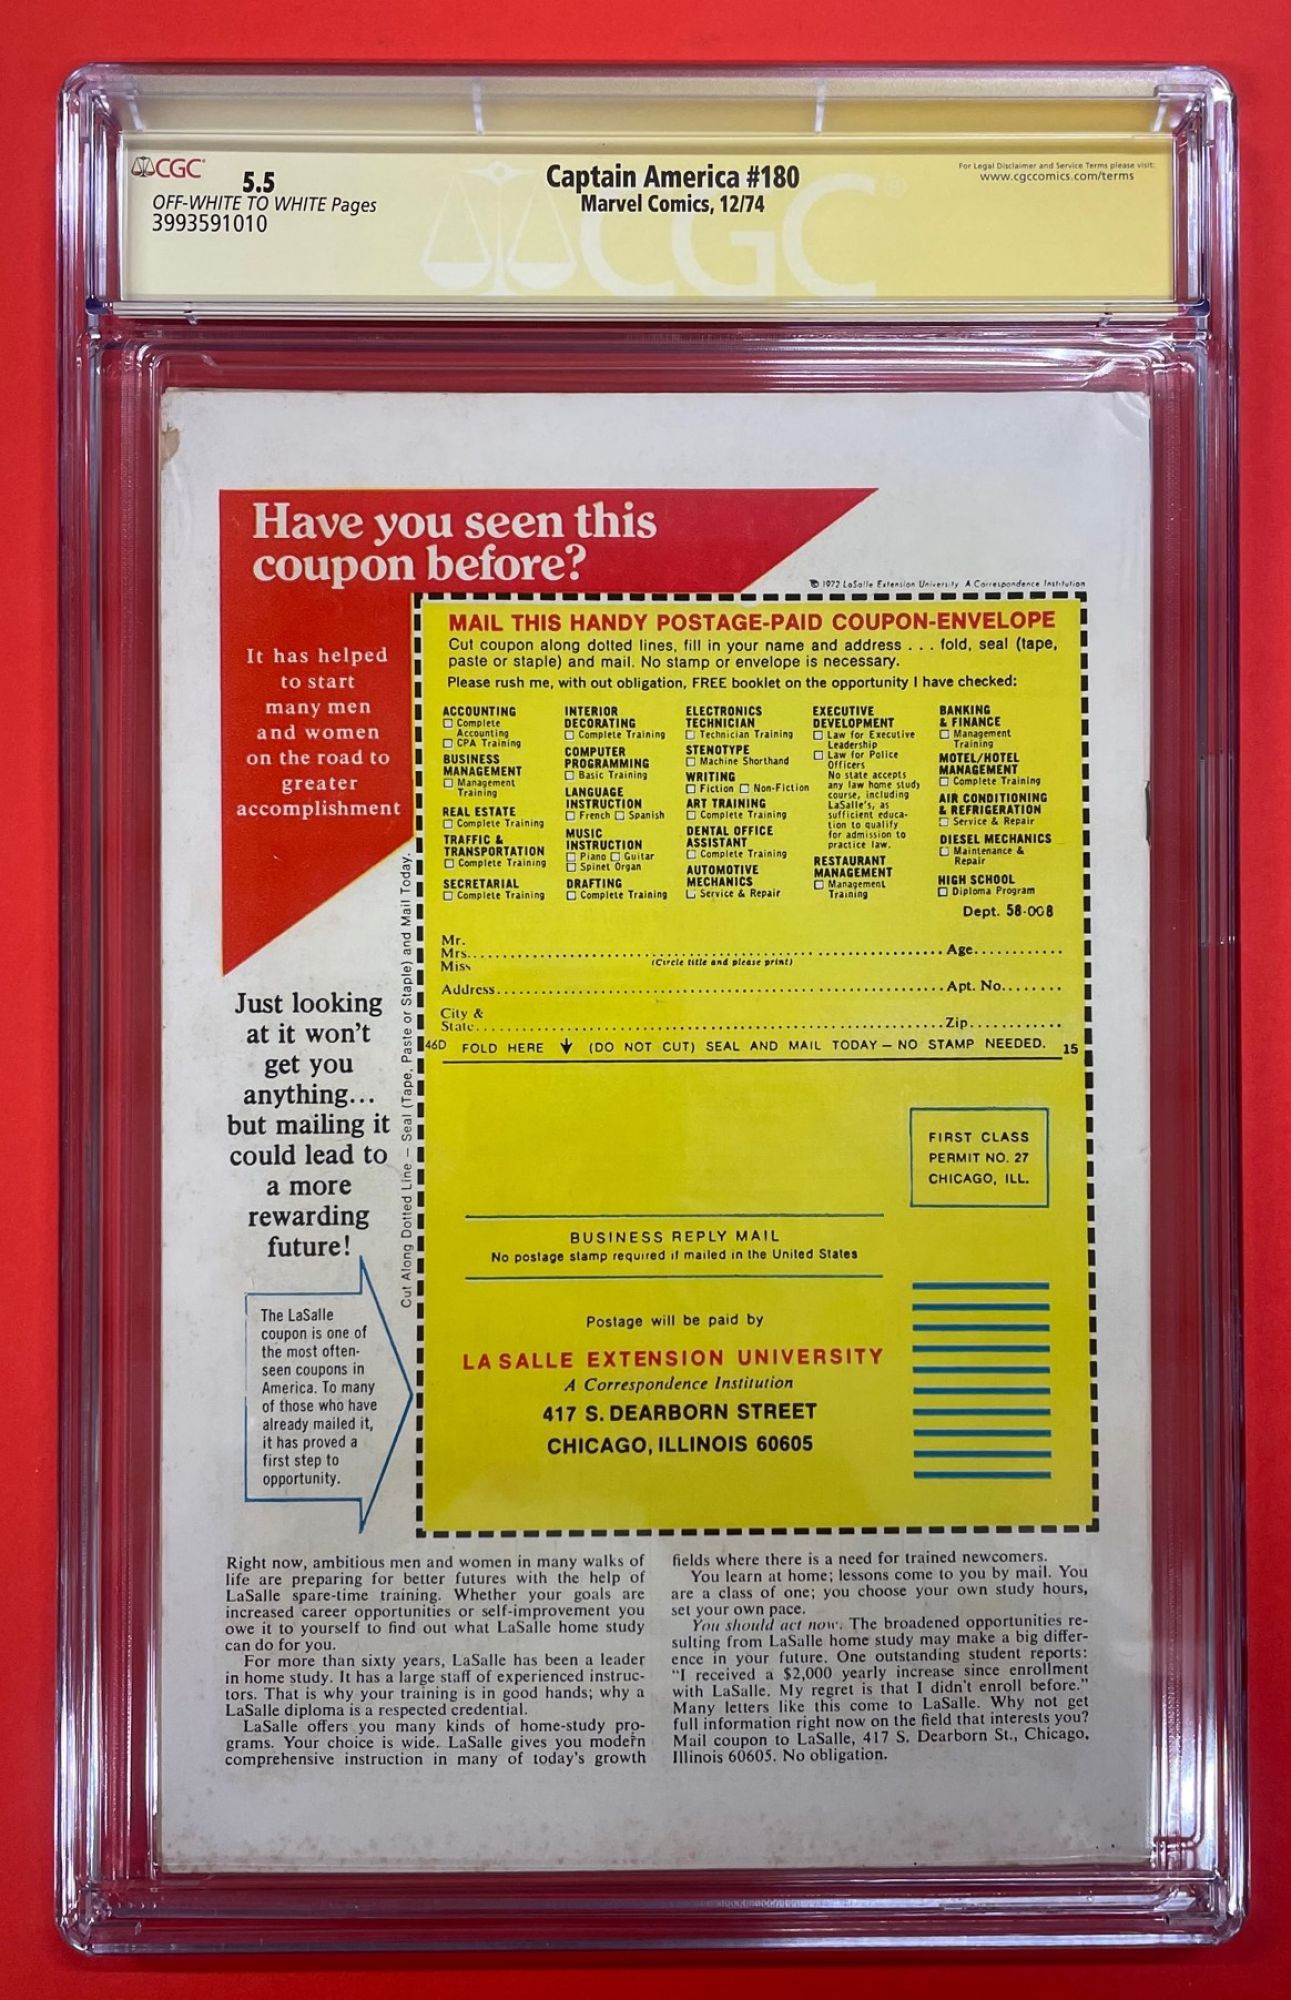 CGC
5.5
OFF-WHITE TO WHITE Pages
3993591010
Captain America #180
Marvel Comics, 12/74
For Legal Disclaimer and Service Terms please visit:
www.cgccomics.com/terms
CGC
Have you seen this
coupon before?
© 1972 LaSalle Extension University A Correspondence Institution
It has helped
to start
many men
and women
on the road to
greater
accomplishment
Just looking
at it won't
get you
anything...
but mailing it
could lead to
a more
rewarding
future!
The LaSalle
coupon is one of
the most often-
seen coupons in
America. To many
of those who have
already mailed it,
it has proved a
first step to
opportunity.
Cut Along Dotted Line — Seal (Tape, Paste or Staple) and Mail Today.
MAIL THIS HANDY POSTAGE-PAID COUPON-ENVELOPE
Cut coupon along dotted lines, fill in your name and address . . . fold, seal (tape,
paste or staple) and mail. No stamp or envelope is necessary.
Please rush me, with out obligation, FREE booklet on the opportunity I have checked:
ACCOUNTING
☐ Complete
Accounting
☐ CPA Training
BUSINESS
MANAGEMENT
☐ Management
Training
REAL ESTATE
☐ Complete Training
TRAFFIC &
TRANSPORTATION
☐ Complete Training
SECRETARIAL
☐ Complete Training
INTERIOR
DECORATING
☐ Complete Training
COMPUTER
PROGRAMMING
☐ Basic Training
LANGUAGE
INSTRUCTION
☐ French ☐ Spanish
MUSIC
INSTRUCTION
☐ Piano ☐ Guitar
☐ Spinet Organ
DRAFTING
☐ Complete Training
ELECTRONICS
TECHNICIAN
☐ Technician Training
STENOTYPE
☐ Machine Shorthand
WRITING
☐ Fiction ☐ Non-Fiction
ART TRAINING
☐ Complete Training
DENTAL OFFICE
ASSISTANT
☐ Complete Training
AUTOMOTIVE
MECHANICS
☐ Service & Repair
EXECUTIVE
DEVELOPMENT
☐ Law for Executive
Leadership
☐ Law for Police
Officers
No state accepts
any law home study
course, including
LaSalle's, as
sufficient educa-
tion to qualify
for admission to
practice law.
RESTAURANT
MANAGEMENT
☐ Management
Training
BANKING
& FINANCE
☐ Management
Training
MOTEL/HOTEL
MANAGEMENT
☐ Complete Training
AIR CONDITIONING
& REFRIGERATION
☐ Service & Repair
DIESEL MECHANICS
☐ Maintenance &
Repair
HIGH SCHOOL
☐ Diploma Program
Dept. 58-008
Mr.
Mrs.............................................................Age............
Miss (Circle title and please print)
Address.............................................................Apt. No........
City &
State.............................................................Zip............
46D FOLD HERE ↓ (DO NOT CUT) SEAL AND MAIL TODAY — NO STAMP NEEDED. 15
FIRST CLASS
PERMIT NO. 27
CHICAGO, ILL.
BUSINESS REPLY MAIL
No postage stamp required if mailed in the United States
Postage will be paid by
LA SALLE EXTENSION UNIVERSITY
A Correspondence Institution
417 S. DEARBORN STREET
CHICAGO, ILLINOIS 60605
Right now, ambitious men and women in many walks of
life are preparing for better futures with the help of
LaSalle spare-time training. Whether your goals are
increased career opportunities or self-improvement you
owe it to yourself to find out what LaSalle home study
can do for you.
For more than sixty years, LaSalle has been a leader
in home study. It has a large staff of experienced instruc-
tors. That is why your training is in good hands; why a
LaSalle diploma is a respected credential.
LaSalle offers you many kinds of home-study pro-
grams. Your choice is wide. LaSalle gives you modern
comprehensive instruction in many of today's growth
fields where there is a need for trained newcomers.
You learn at home; lessons come to you by mail. You
are a class of one; you choose your own study hours,
set your own pace.
You should act now. The broadened opportunities re-
sulting from LaSalle home study may make a big differ-
ence in your future. One outstanding student reports:
"I received a $2,000 yearly increase since enrollment
with LaSalle. My regret is that I didn't enroll before."
Many letters like this come to LaSalle. Why not get
full information right now on the field that interests you?
Mail coupon to LaSalle, 417 S. Dearborn St., Chicago,
Illinois 60605. No obligation.